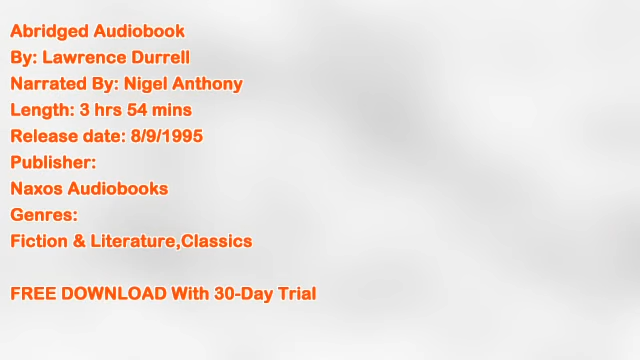 Abridged Audiobook
By: Lawrence Durrell
Narrated By: Nigel Anthony
Length: 3 hrs 54 mins
Release date: 8/9/1995
Publisher:
Naxos Audiobooks
Genres:
Fiction & Literature,Classics
FREE DOWNLOAD With 30-Day Trial